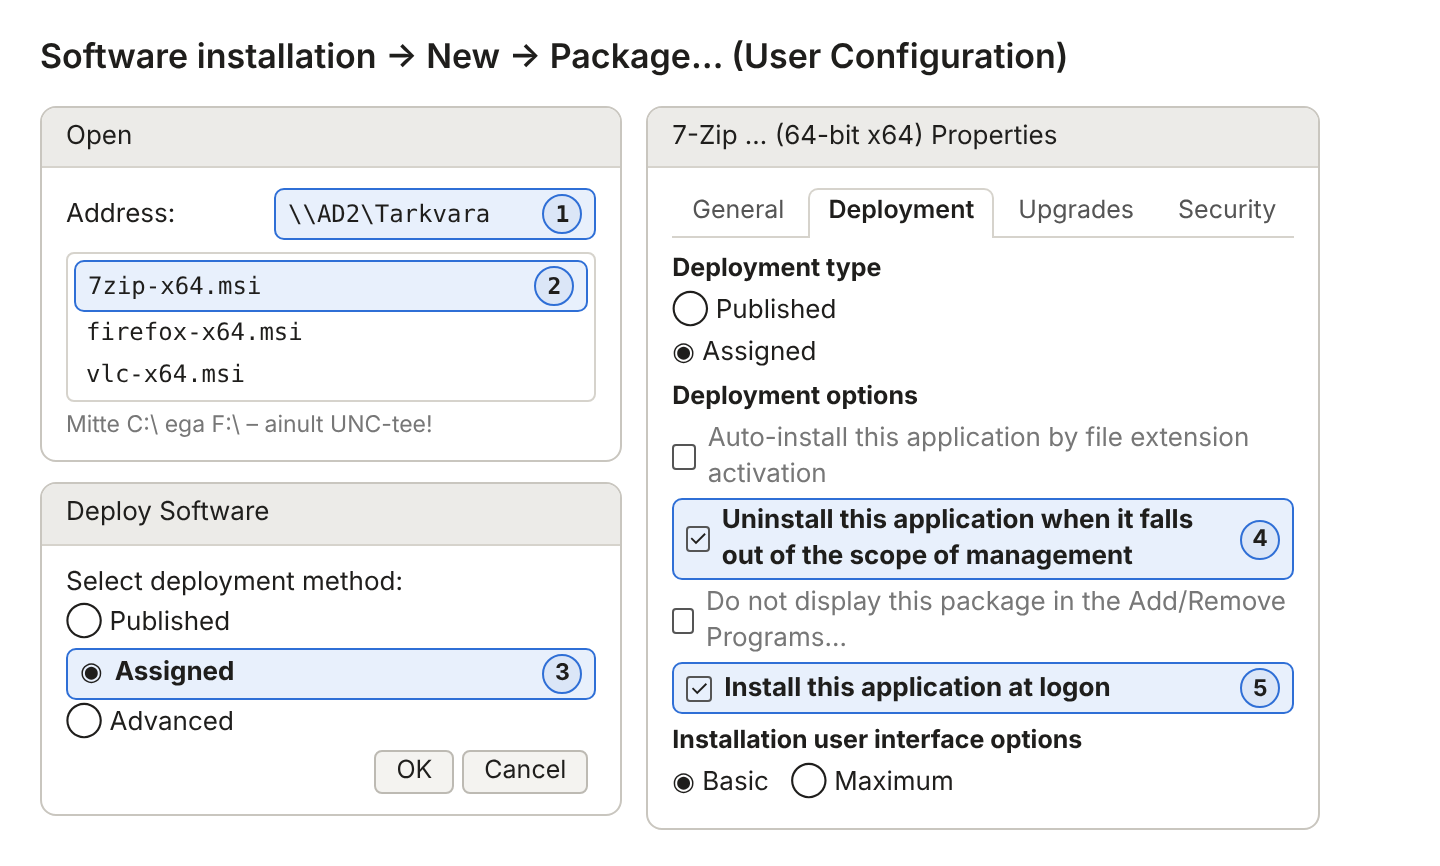 Software installation → New → Package… (User Configuration)
Open
Address:
\\AD2\Tarkvara
1
7zip-x64.msi
2
firefox-x64.msi
vlc-x64.msi
Mitte C:\ ega F:\ – ainult UNC-tee!
Deploy Software
Select deployment method:
Published
Assigned
3
Advanced
OK
Cancel
7-Zip … (64-bit x64) Properties
General
Deployment
Upgrades
Security
Deployment type
Published
Assigned
Deployment options
Auto-install this application by file extension
activation
Uninstall this application when it falls
out of the scope of management
4
Do not display this package in the Add/Remove
Programs…
Install this application at logon
5
Installation user interface options
Basic
Maximum